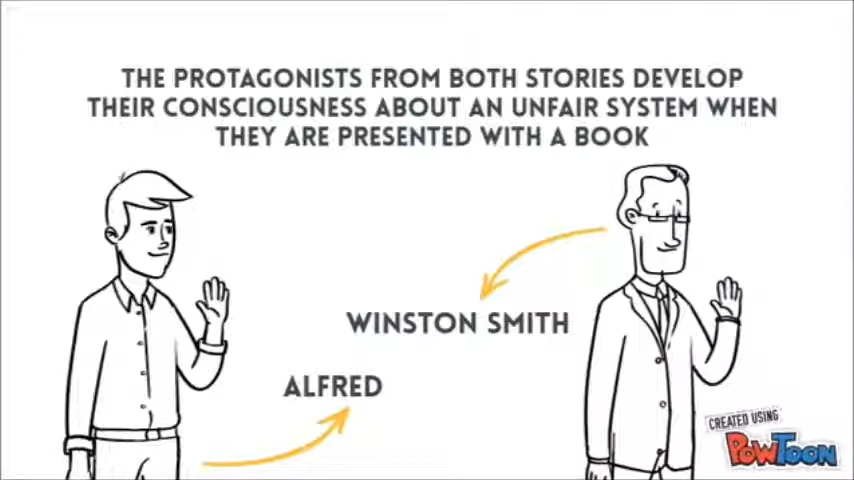 THE PROTAGONISTS FROM BOTH STORIES DEVELOP
THEIR CONSCIOUSNESS ABOUT AN UNFAIR SYSTEM WHEN
THEY ARE PRESENTED WITH A BOOK
WINSTON SMITH
ALFRED
CREATED USING
POWTOON